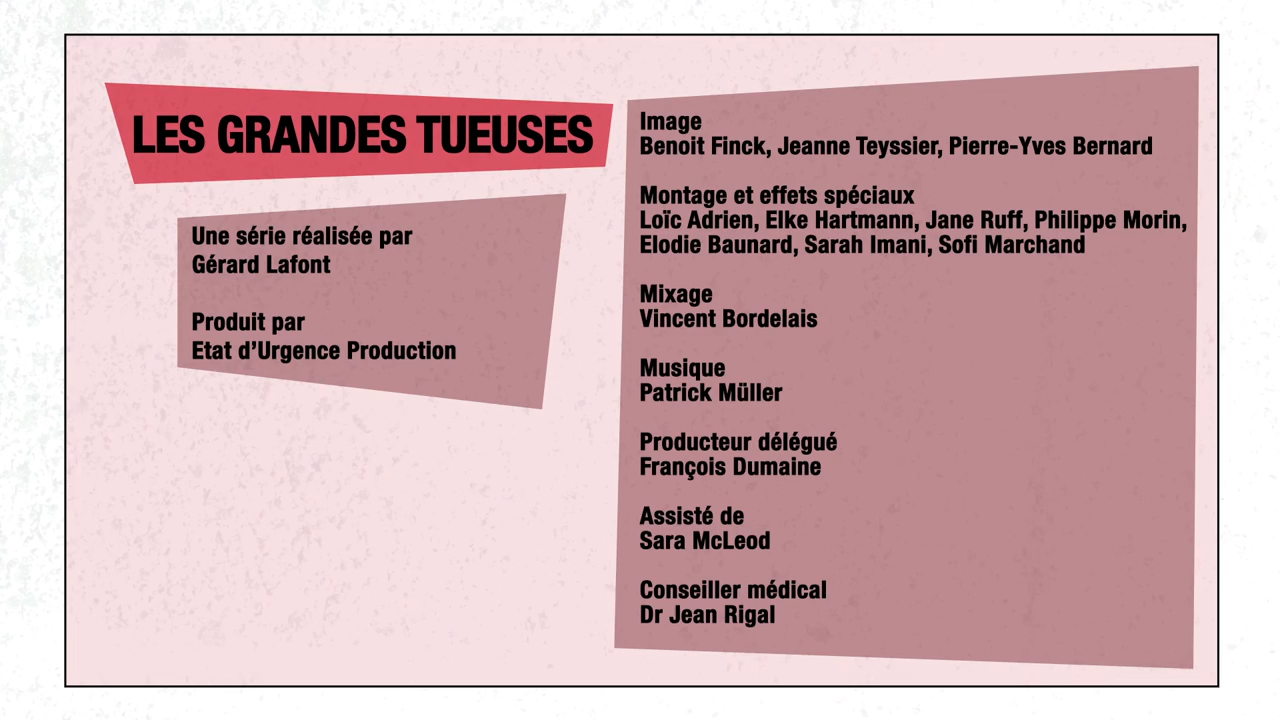 LES GRANDES TUEUSES
Une série réalisée par
Gérard Lafont
Produit par
Etat d’Urgence Production
Image
Benoit Finck, Jeanne Teyssier, Pierre-Yves Bernard
Montage et effets spéciaux
Loïc Adrien, Elke Hartmann, Jane Ruff, Philippe Morin,
Elodie Baunard, Sarah Imani, Sofi Marchand
Mixage
Vincent Bordelais
Musique
Patrick Müller
Producteur délégué
François Dumaine
Assisté de
Sara McLeod
Conseiller médical
Dr Jean Rigal